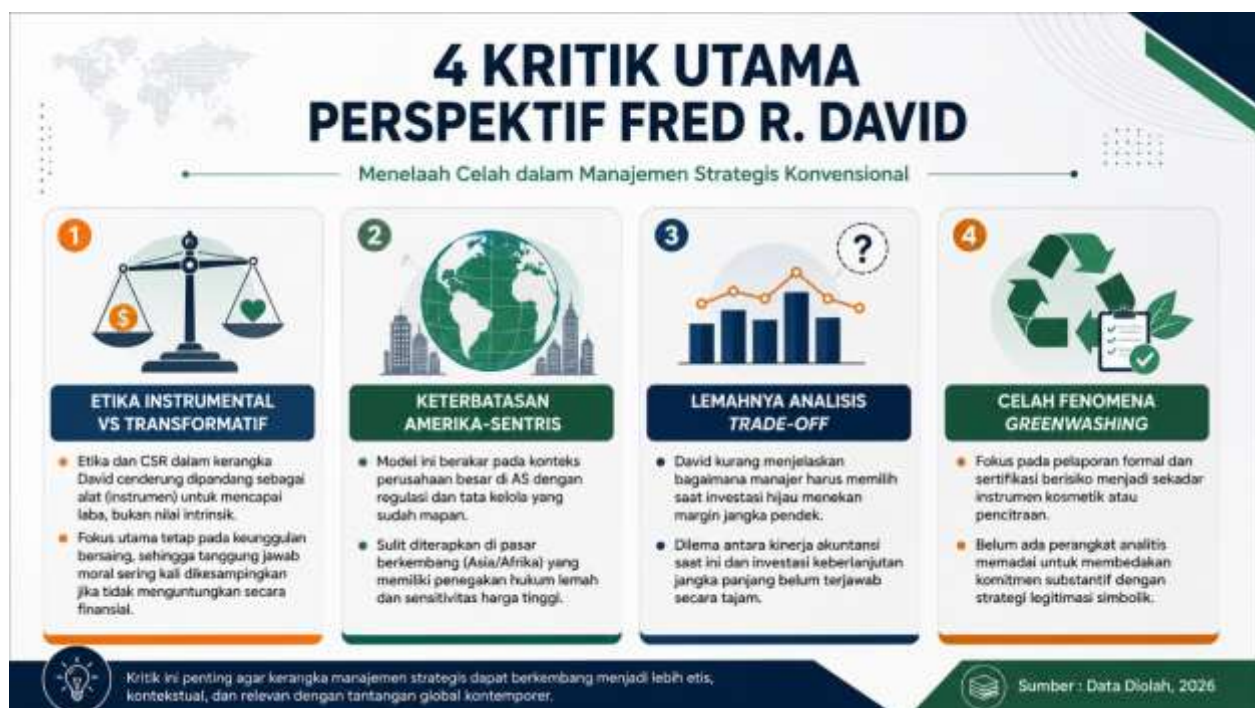 4 KRITIK UTAMA
PERSPEKTIF FRED R. DAVID
Menelaah Celah dalam Manajemen Strategis Konvensional
1
$
ETIKA INSTRUMENTAL
VS TRANSFORMATIF
Etika dan CSR dalam kerangka
David cenderung dipandang sebagai
alat (instrumen) untuk mencapai
laba, bukan nilai intrinsik.
Fokus utama tetap pada keunggulan
bersaing, sehingga tanggung jawab
moral sering kali dikesampingkan
jika tidak menguntungkan secara
finansial.
2
KETERBATASAN
AMERIKA-SENTRIS
Model ini berakar pada konteks
perusahaan besar di AS dengan
regulasi dan tata kelola yang
sudah mapan.
Sulit diterapkan di pasar
berkembang (Asia/Afrika) yang
memiliki penegakan hukum lemah
dan sensitivitas harga tinggi.
3
?
LEMAHNYA ANALISIS
TRADE-OFF
David kurang menjelaskan
bagaimana manajer harus memilih
saat investasi hijau menekan
margin jangka pendek.
Dilema antara kinerja akuntansi
saat ini dan investasi keberlanjutan
jangka panjang belum terjawab
secara tajam.
4
CELAH FENOMENA
GREENWASHING
Fokus pada pelaporan formal dan
sertifikasi berisiko menjadi sekadar
instrumen kosmetik atau
pencitraan.
Belum ada perangkat analitis
memadai untuk membedakan
komitmen substantif dengan
strategi legitimasi simbolik.
Kritik ini penting agar kerangka manajemen strategis dapat berkembang menjadi lebih etis,
kontekstual, dan relevan dengan tantangan global kontemporer.
Sumber : Data Diolah, 2026